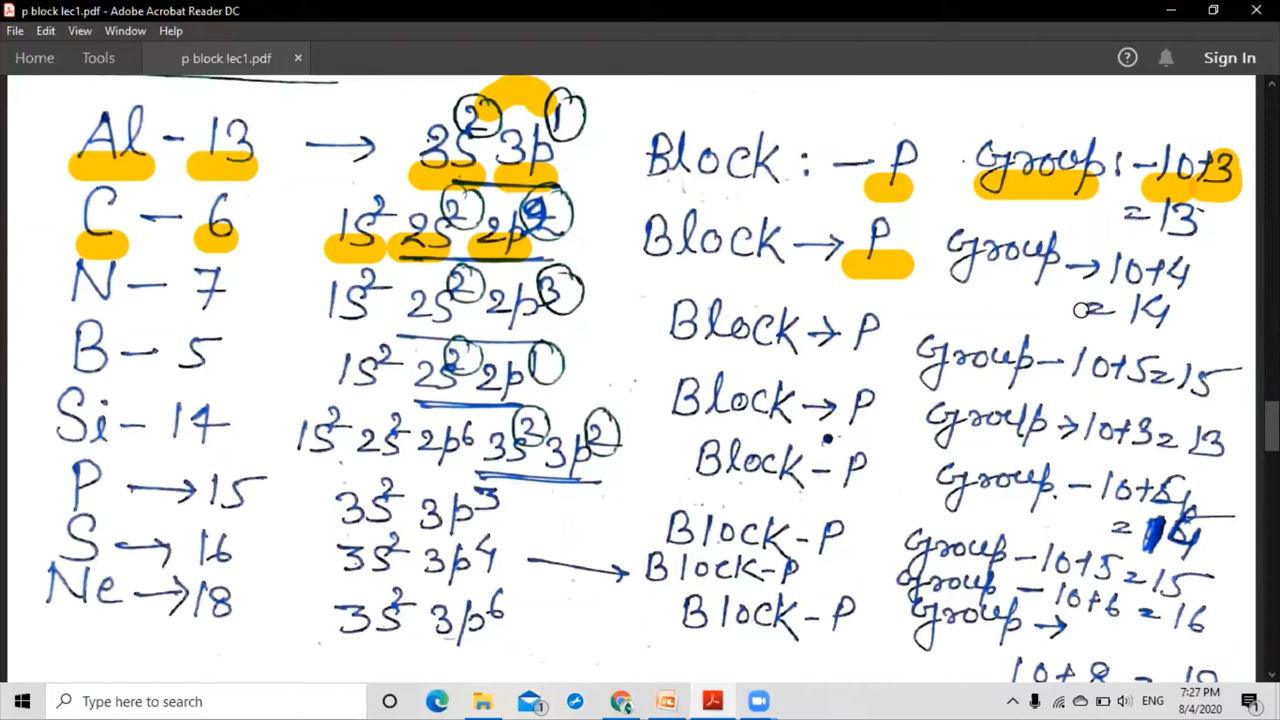 p block lec1.pdf - Adobe Acrobat Reader DC
File Edit View Window Help
Home Tools p block lec1.pdf × ? Sign In
Al - 13 → 3s² 3p¹ Block : - P Group : - 10+3
= 13
C - 6 1s² 2s² 2p² Block → P Group → 10+4
= 14
N - 7 1s² 2s² 2p³ Block → P Group - 10+5=15
B - 5 1s² 2s² 2p¹ Block → P Group → 10+3= 13
Si - 14 1s² 2s² 2p⁶ 3s² 3p² Block - P Group. - 10+4
= 14
P → 15 3s² 3p³ Block - P Group - 10+5=15
S → 16 3s² 3p⁴ → Block - P Group - 10+6 = 16
Ne → 18 3s² 3p⁶ Block - P Group →
10+8 = 18
Type here to search
ENG
7:27 PM
8/4/2020